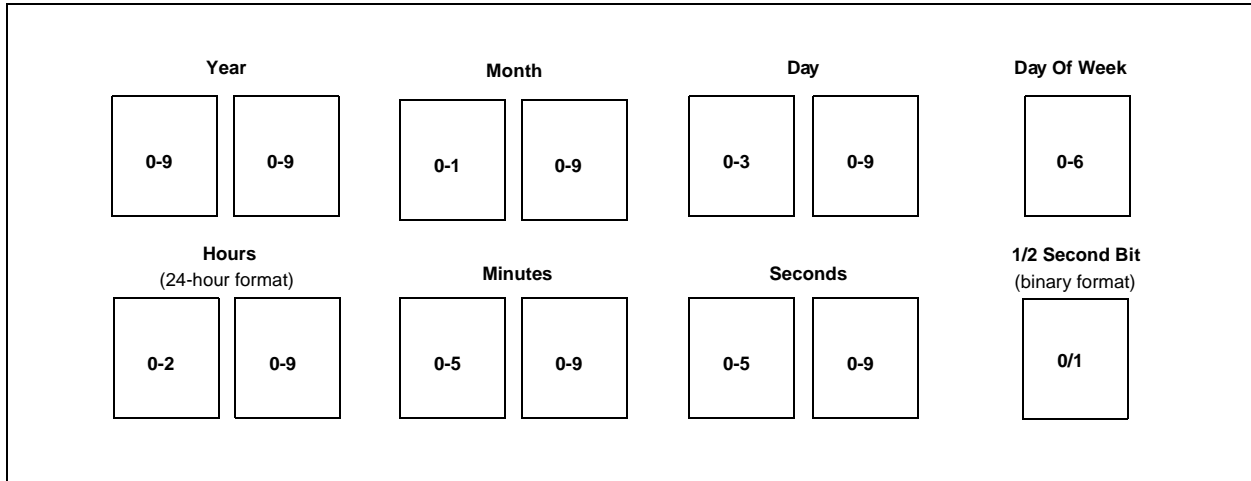 Year Month Day Day Of Week
0-9 0-9 0-1 0-9 0-3 0-9 0-6
Hours Minutes Seconds 1/2 Second Bit
(24-hour format) (binary format)
0-2 0-9 0-5 0-9 0-5 0-9 0/1